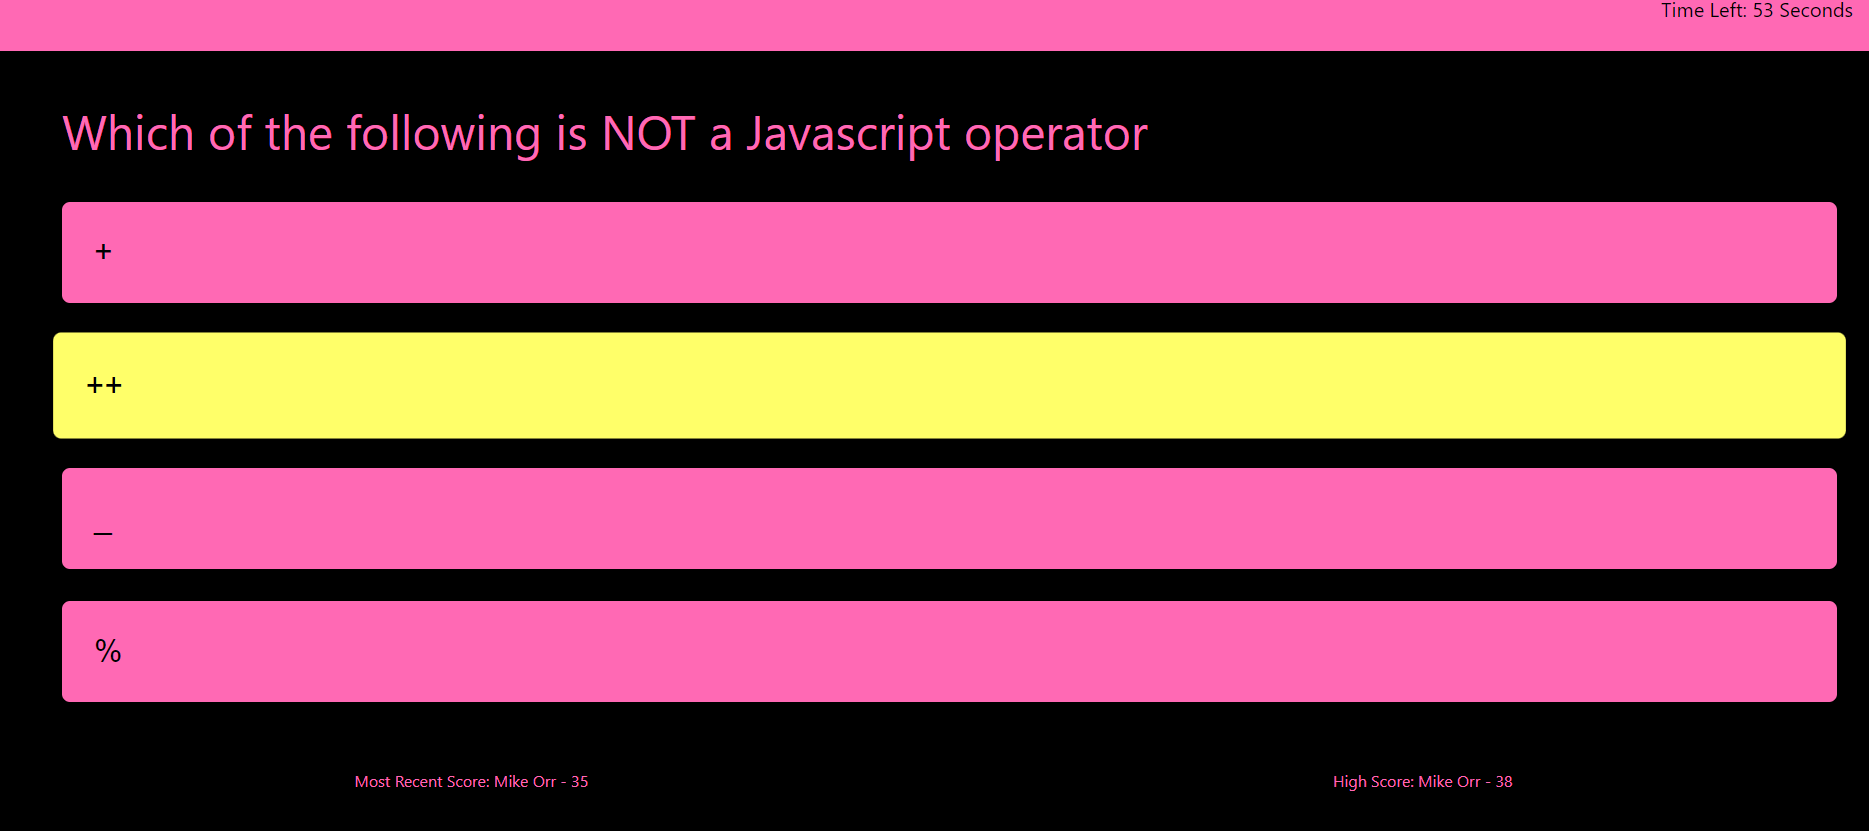 Time Left: 53 Seconds
Which of the following is NOT a Javascript operator
+
++
_
%
Most Recent Score: Mike Orr - 35
High Score: Mike Orr - 38